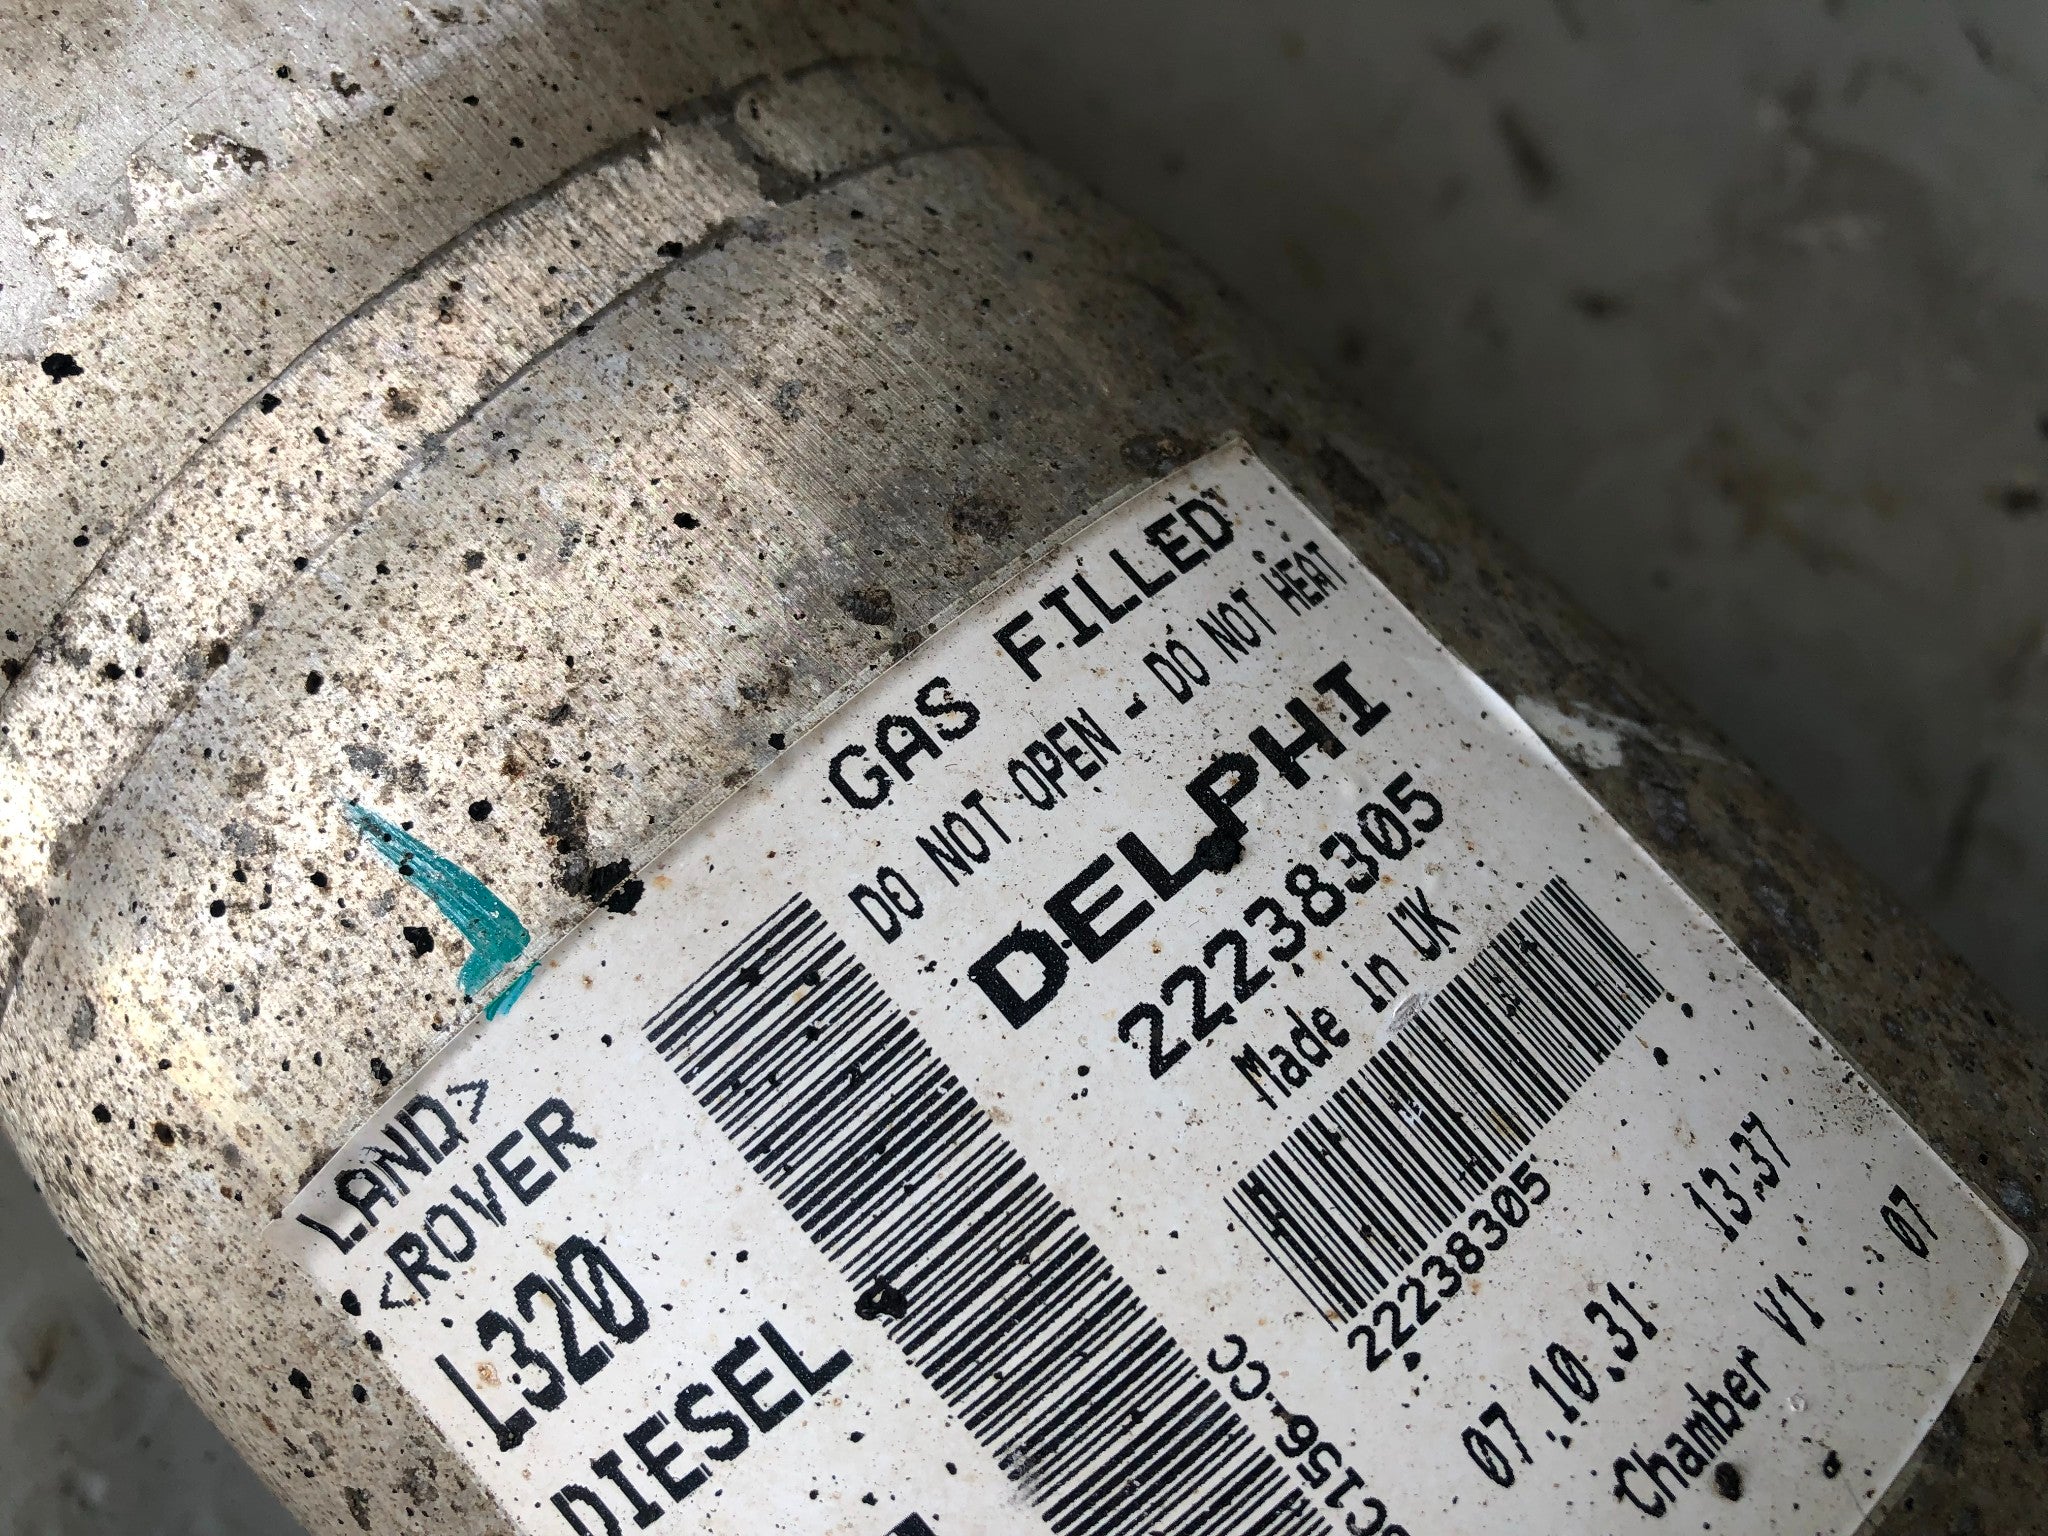 GAS FILLED
DO NOT OPEN - DO NOT HEAT
DELPHI
22238305
Made in UK
22238305
07.10.31 13:37
Chamber V1 07
LAND>
<ROVER
L320
DIESEL